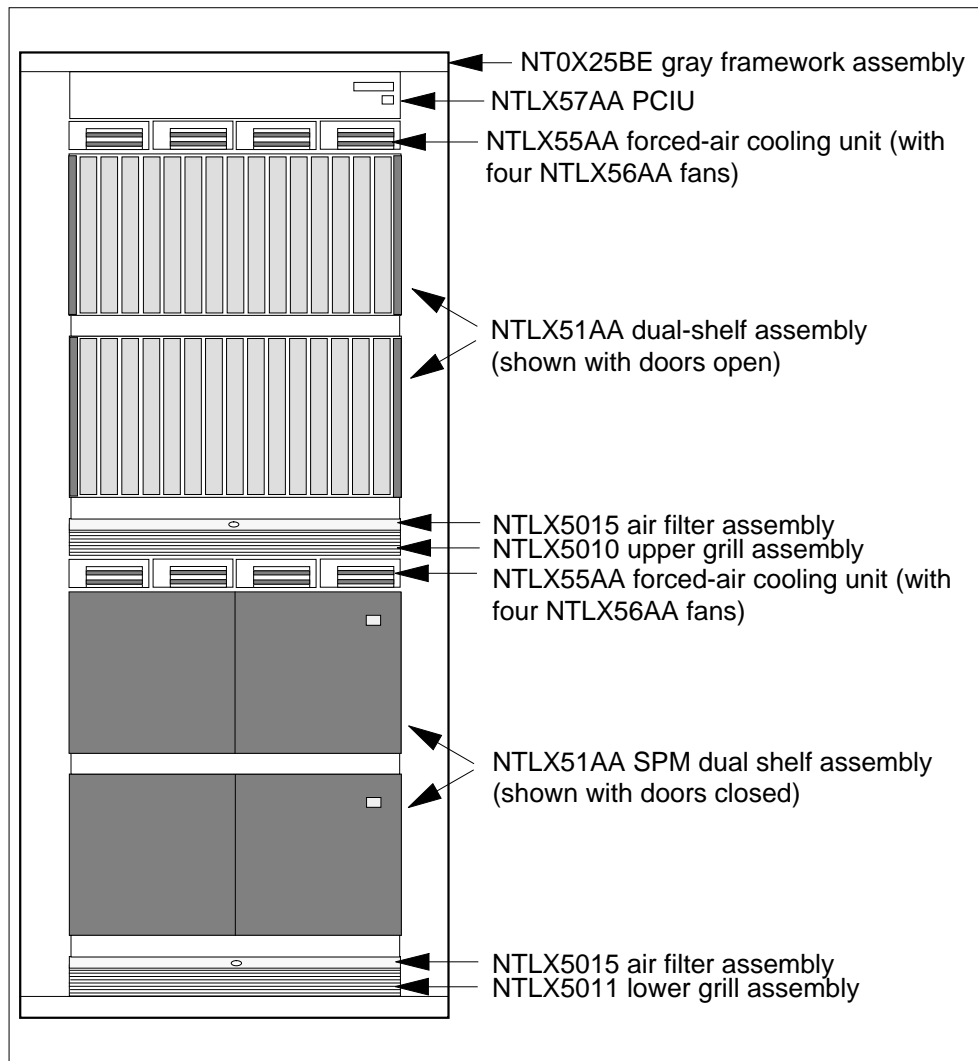 NT0X25BE gray framework assembly
NTLX57AA PCIU
NTLX55AA forced-air cooling unit (with
four NTLX56AA fans)
NTLX51AA dual-shelf assembly
(shown with doors open)
NTLX5015 air filter assembly
NTLX5010 upper grill assembly
NTLX55AA forced-air cooling unit (with
four NTLX56AA fans)
NTLX51AA SPM dual shelf assembly
(shown with doors closed)
NTLX5015 air filter assembly
NTLX5011 lower grill assembly